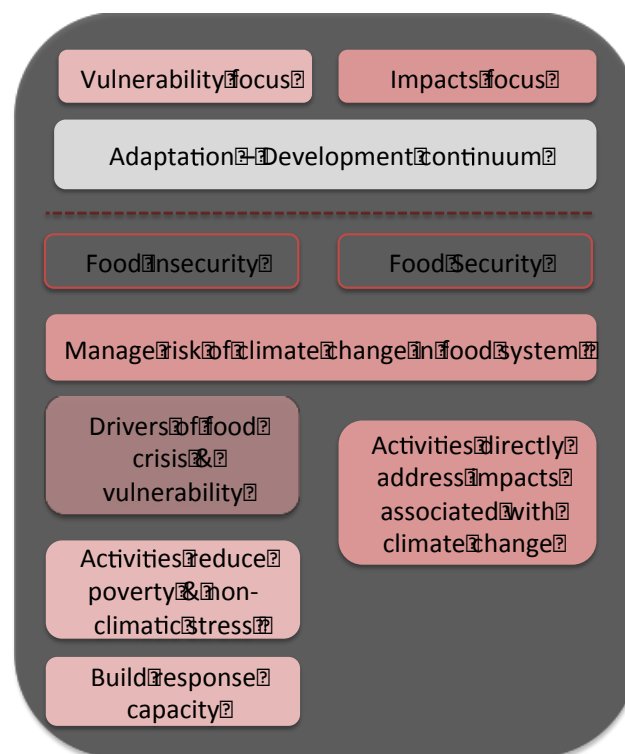 Vulnerability focus
Impacts focus
Adaptation – Development continuum
Food Insecurity
Food Security
Manage risk of climate change in food system
Drivers of food
crisis &
vulnerability
Activities directly
address impacts
associated with
climate change
Activities reduce
poverty & non-
climatic stress
Build response
capacity